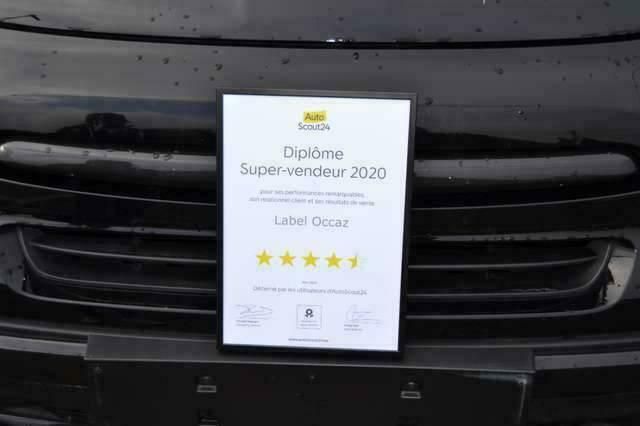 Auto
Scout24
Diplôme
Super-vendeur 2020
pour ses performances remarquables,
son relationnel client et ses résultats de vente
Label Occaz
Décerné par les utilisateurs d'AutoScout24